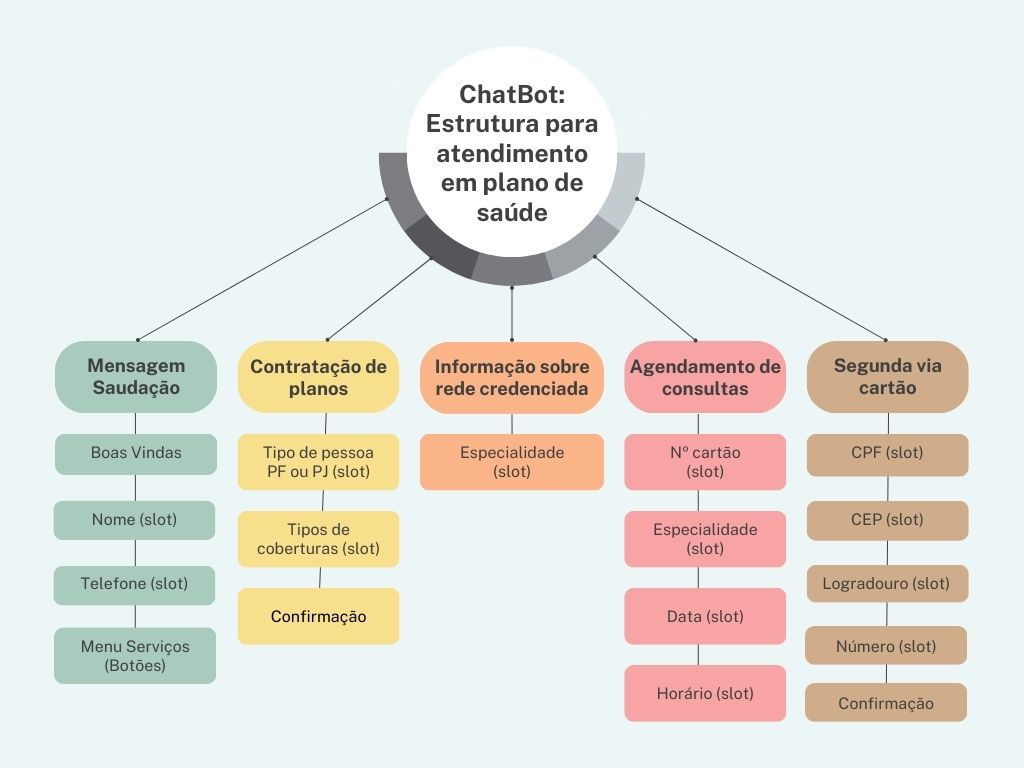 ChatBot:
Estrutura para
atendimento
em plano de
saúde
Mensagem
Saudação
Boas Vindas
Nome (slot)
Telefone (slot)
Menu Serviços
(Botões)
Contratação de
planos
Tipo de pessoa
PF ou PJ (slot)
Tipos de
coberturas (slot)
Confirmação
Informação sobre
rede credenciada
Especialidade
(slot)
Agendamento de
consultas
Nº cartão
(slot)
Especialidade
(slot)
Data (slot)
Horário (slot)
Segunda via
cartão
CPF (slot)
CEP (slot)
Logradouro (slot)
Número (slot)
Confirmação